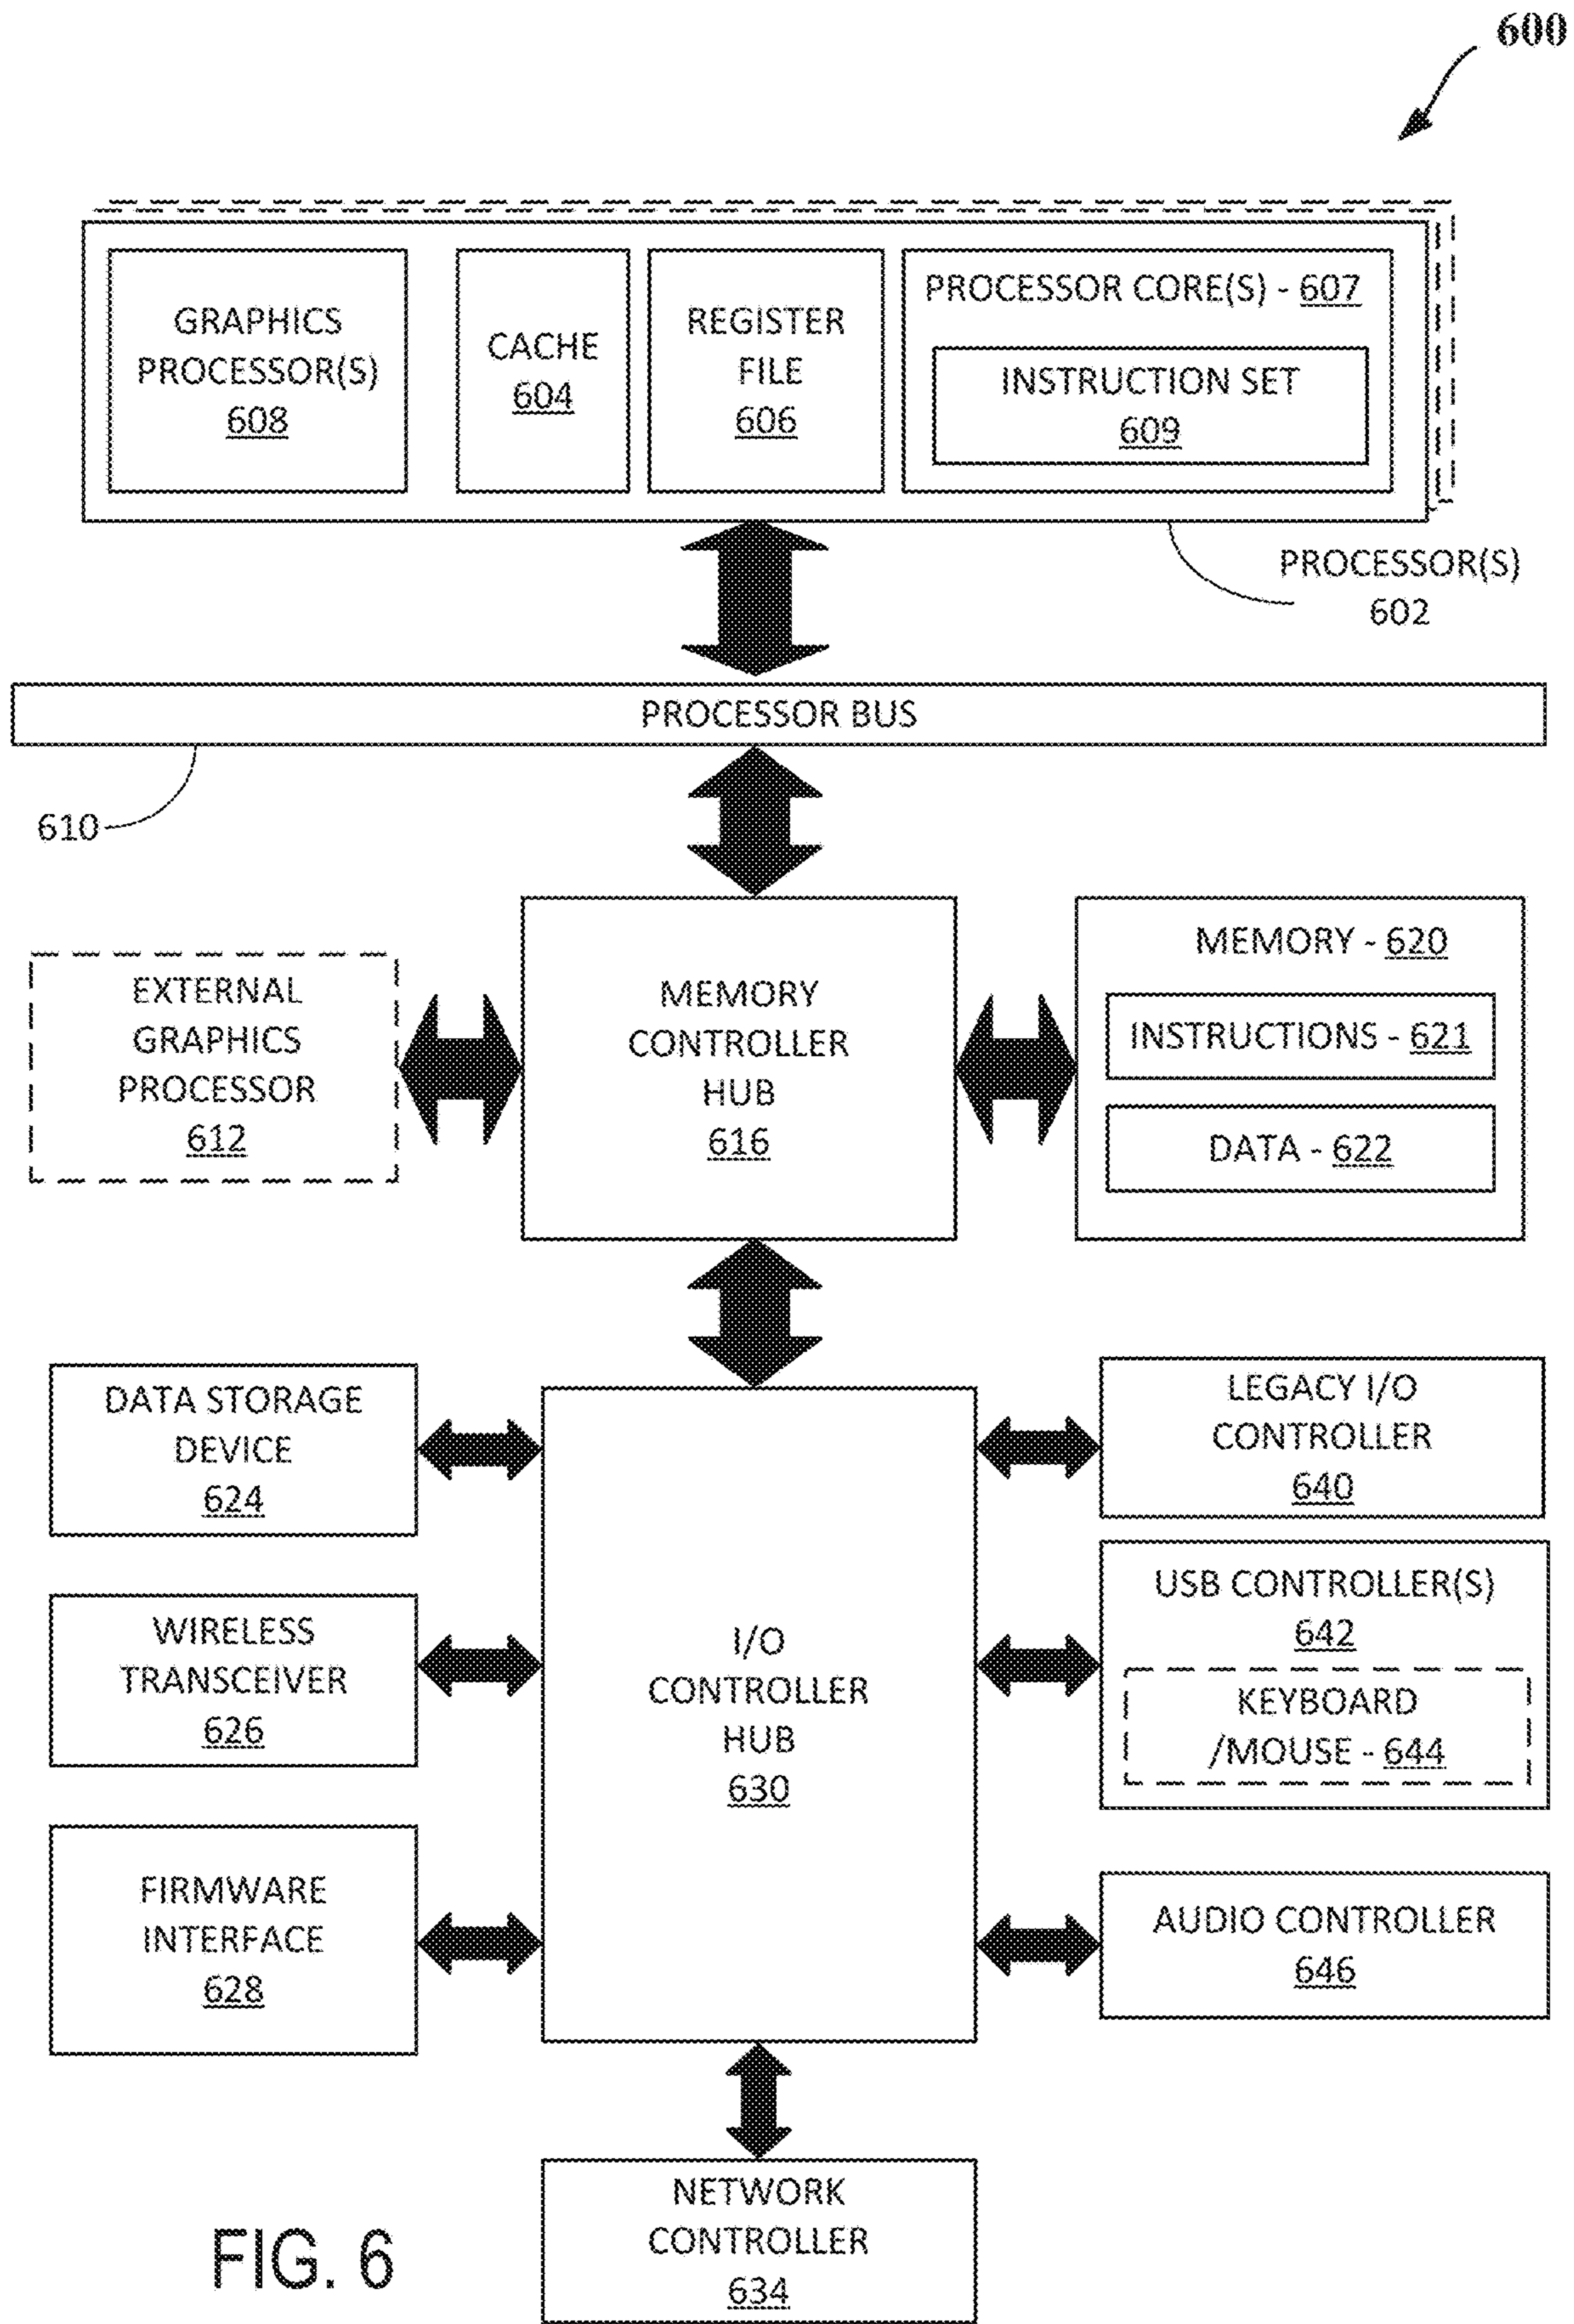 600
GRAPHICS
PROCESSOR(S)
608
CACHE
604
REGISTER
FILE
606
PROCESSOR CORE(S) - 607
INSTRUCTION SET
609
PROCESSOR(S)
602
PROCESSOR BUS
610
EXTERNAL
GRAPHICS
PROCESSOR
612
MEMORY
CONTROLLER
HUB
616
MEMORY - 620
INSTRUCTIONS - 621
DATA - 622
DATA STORAGE
DEVICE
624
WIRELESS
TRANSCEIVER
626
FIRMWARE
INTERFACE
628
I/O
CONTROLLER
HUB
630
LEGACY I/O
CONTROLLER
640
USB CONTROLLER(S)
642
KEYBOARD
/MOUSE - 644
AUDIO CONTROLLER
646
NETWORK
CONTROLLER
634
FIG. 6